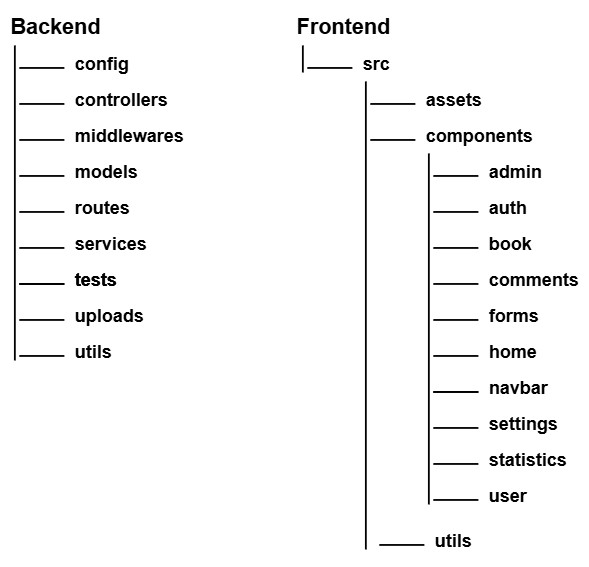 Backend
config
controllers
middlewares
models
routes
services
tests
uploads
utils
Frontend
src
assets
components
admin
auth
book
comments
forms
home
navbar
settings
statistics
user
utils